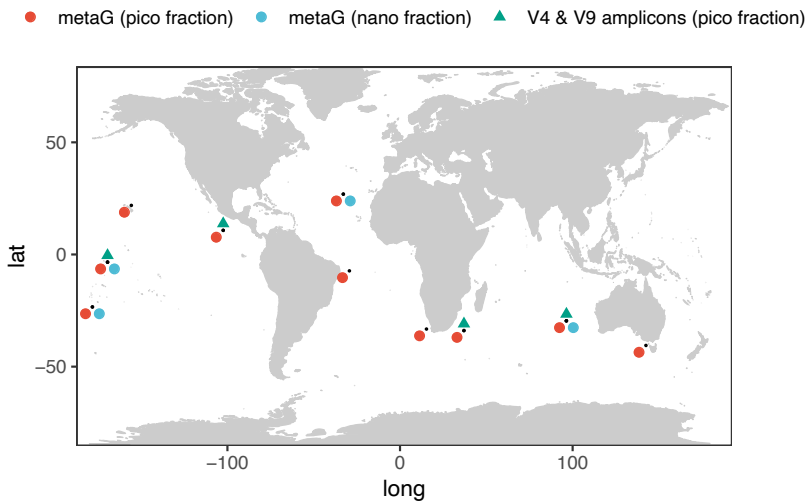 metaG (pico fraction) metaG (nano fraction) V4 & V9 amplicons (pico fraction)
50
0
−50
lat
−100 0 100
long